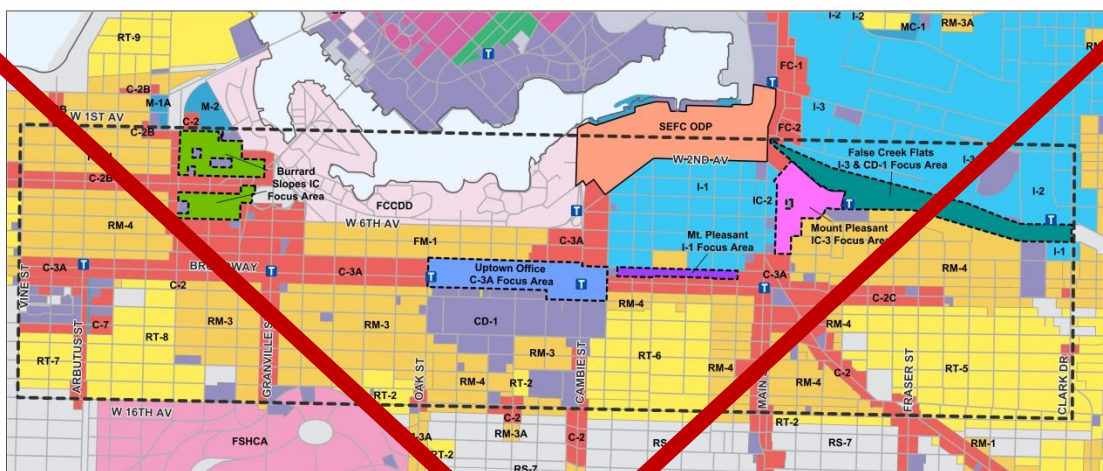 I-2
RM-3A
MC-1
I-2
RT-9
T
FC-1
T
C-2B
M-1A
M-2
I-3
W 1ST AV
C-2
C-2B
SEFC ODP
FC-2
W 2ND AV
False Creek Flats
I-3 & CD-1 Focus Area
I-3
Burrard
Slopes IC
Focus Area
C-2B
I-1
I-2
IC-2
FCCDD
T
T
T
RM-4
W 6TH AV
Mount Pleasant
IC-3 Focus Area
Mt. Pleasant
I-1 Focus Area
FM-1
C-3A
I-1
BROADWAY
C-3A
T
T
C-3A
T
Uptown Office
C-3A Focus Area
T
C-3A
RM-4
T
C-2
VINE ST
RM-4
C-2C
CD-1
C-7
RT-8
RM-3
RM-3
RM-4
RM-3
RT-6
RT-7
ARBUTUS ST
GRANVILLE S
OAK ST
RM-4
RT-2
CAMBIE ST
RM-4
MAIN
RM-4
C-2
FRASER ST
RT-5
CLARK DR
RT-2
W 16TH AV
C-2
RT-2
FSHCA
RM-3A
RT-2
C-2
RS-7
RS-7
RM-1